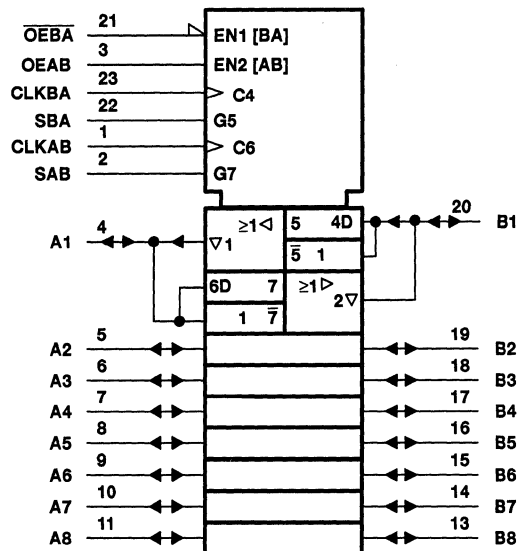 OEBA 21 EN1 [BA]
OEAB 3 EN2 [AB]
CLKBA 23 C4
SBA 22 G5
CLKAB 1 C6
SAB 2 G7
A1 4 ≥1 ▽1 5 4D 20 B1
5̅ 1
6D 7 ≥1 2▽
1 7̅
A2 5 19 B2
A3 6 18 B3
A4 7 17 B4
A5 8 16 B5
A6 9 15 B6
A7 10 14 B7
A8 11 13 B8